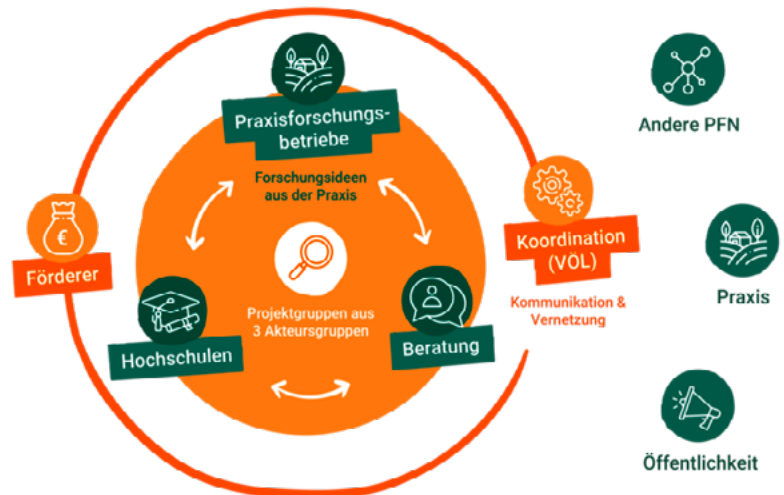 Praxisforschungs-
betriebe
Forschungsideen
aus der Praxis
Förderer
€
Projektgruppen aus
3 Akteursgruppen
Hochschulen
Beratung
Koordination
(VÖL)
Kommunikation &
Vernetzung
Andere PFN
Praxis
Öffentlichkeit